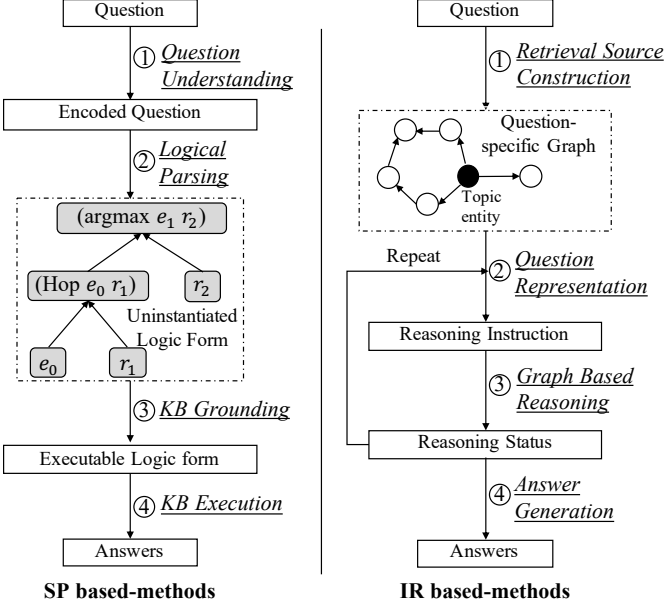 Question
① Question
Understanding
Encoded Question
② Logical
Parsing
(argmax e₁ r₂)
(Hop e₀ r₁)
r₂
Uninstantiated
Logic Form
e₀
r₁
③ KB Grounding
Executable Logic form
④ KB Execution
Answers
SP based-methods
Question
① Retrieval Source
Construction
Question-
specific Graph
Topic
entity
Repeat
② Question
Representation
Reasoning Instruction
③ Graph Based
Reasoning
Reasoning Status
④ Answer
Generation
Answers
IR based-methods